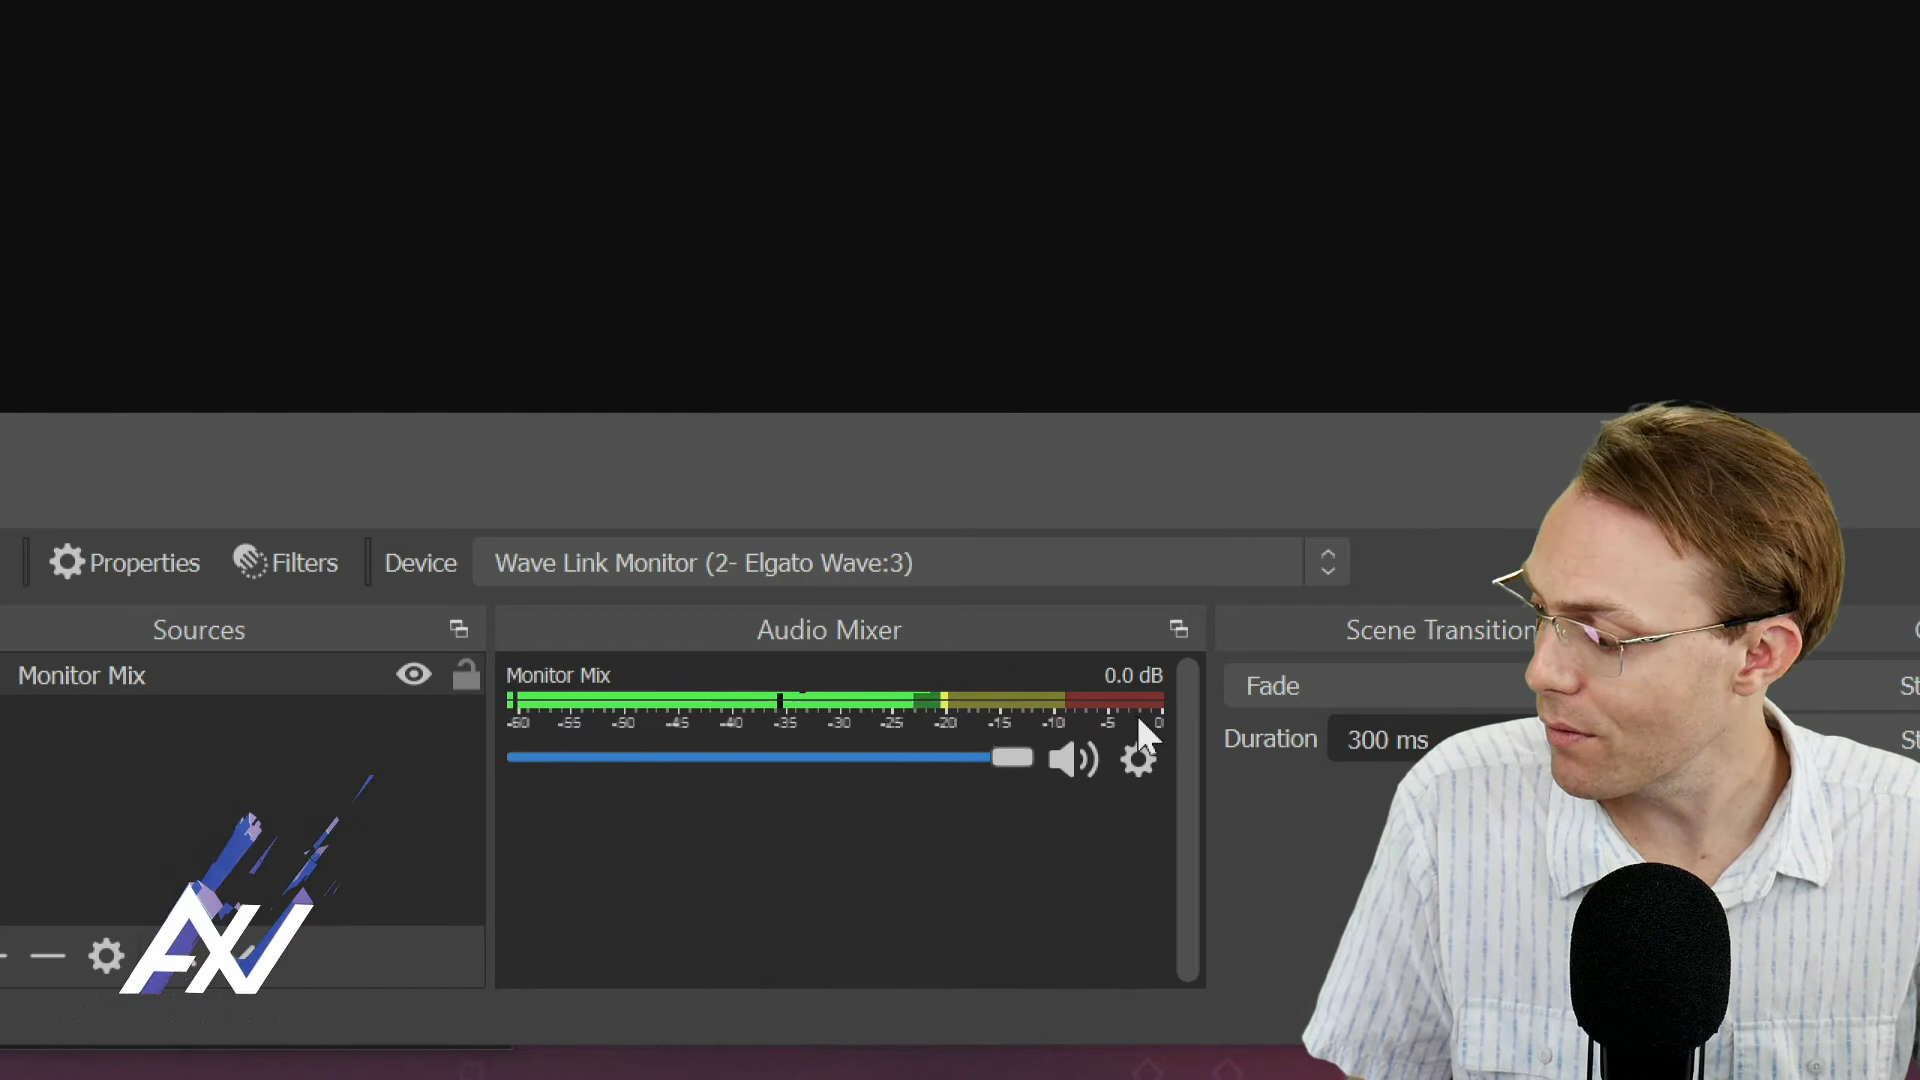 Properties
Filters
Device
Wave Link Monitor (2- Elgato Wave:3)
Sources
Audio Mixer
Scene Transition
Monitor Mix
Monitor Mix
0.0 dB
-60 -55 -50 -45 -40 -35 -30 -25 -20 -15 -10 -5 0
Fade
St
Duration
300 ms
St